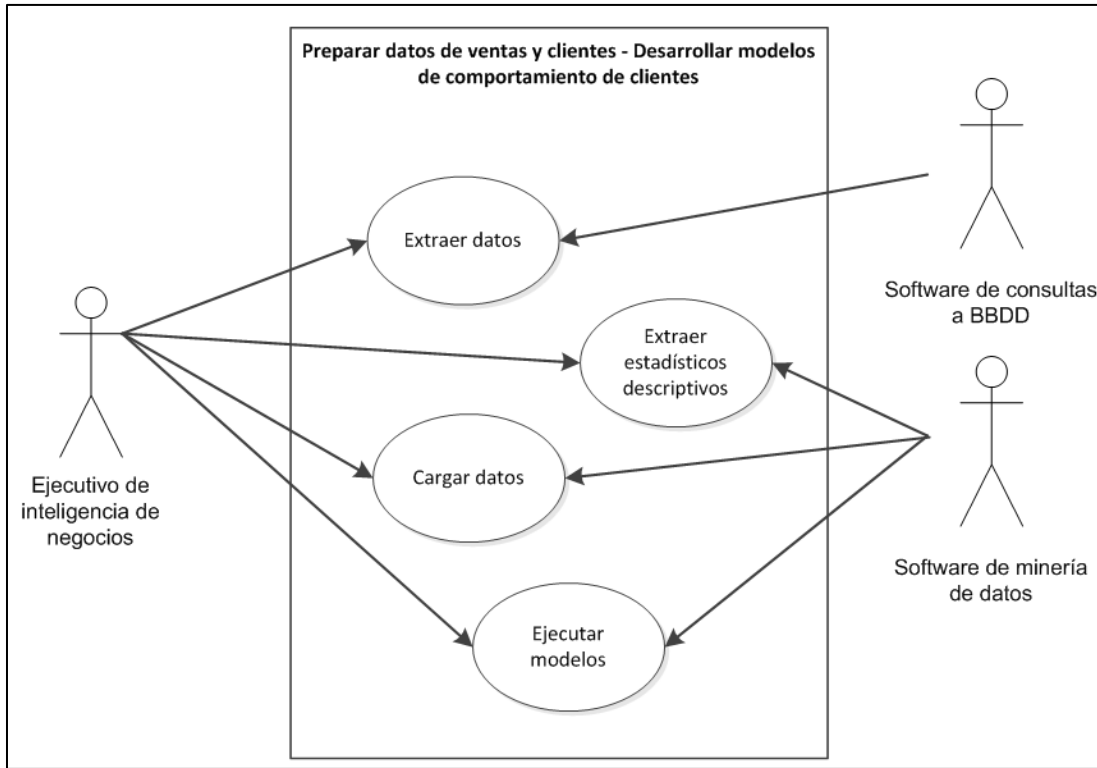 Preparar datos de ventas y clientes - Desarrollar modelos
de comportamiento de clientes
Extraer datos
Software de consultas
a BBDD
Extraer
estadísticos
descriptivos
Cargar datos
Ejecutivo de
inteligencia de
negocios
Software de minería
de datos
Ejecutar
modelos